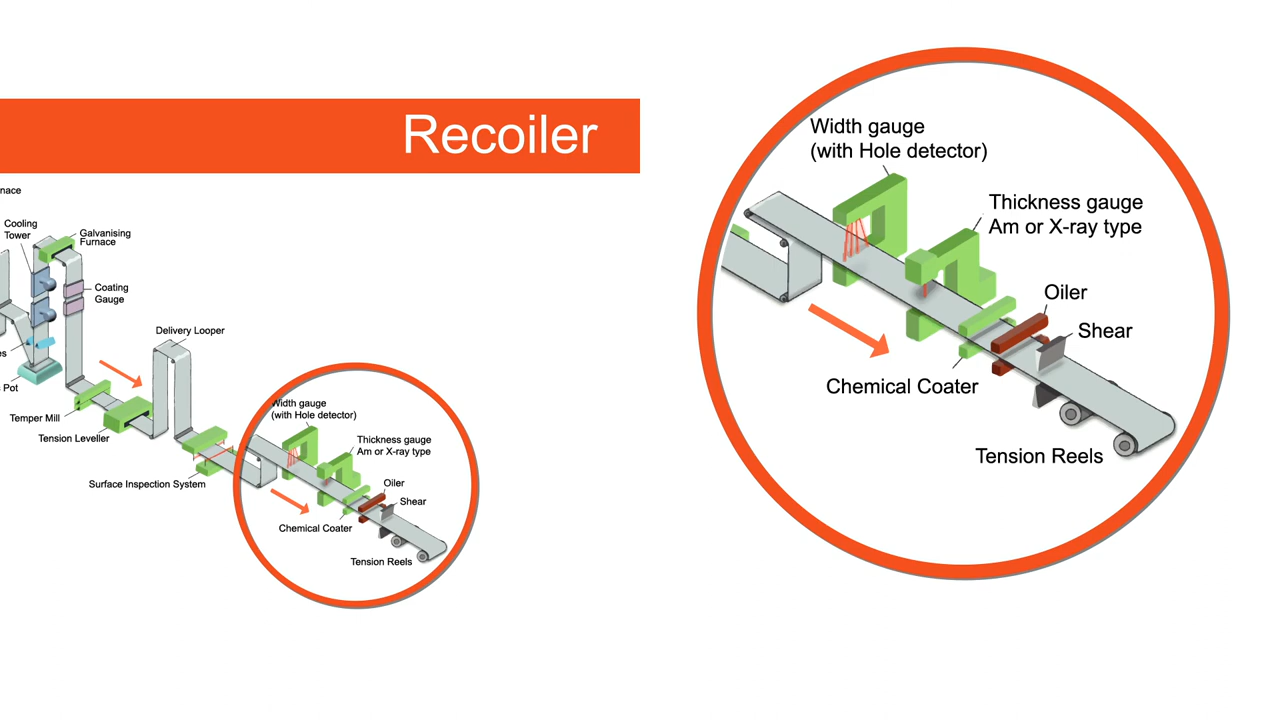 Recoiler
nace
Cooling
Tower
Galvanising
Furnace
Coating
Gauge
es
Pot
Delivery Looper
Temper Mill
Tension Leveller
Surface Inspection System
Width gauge
(with Hole detector)
Thickness gauge
Am or X-ray type
Oiler
Shear
Chemical Coater
Tension Reels
Width gauge
(with Hole detector)
Thickness gauge
Am or X-ray type
Oiler
Shear
Chemical Coater
Tension Reels